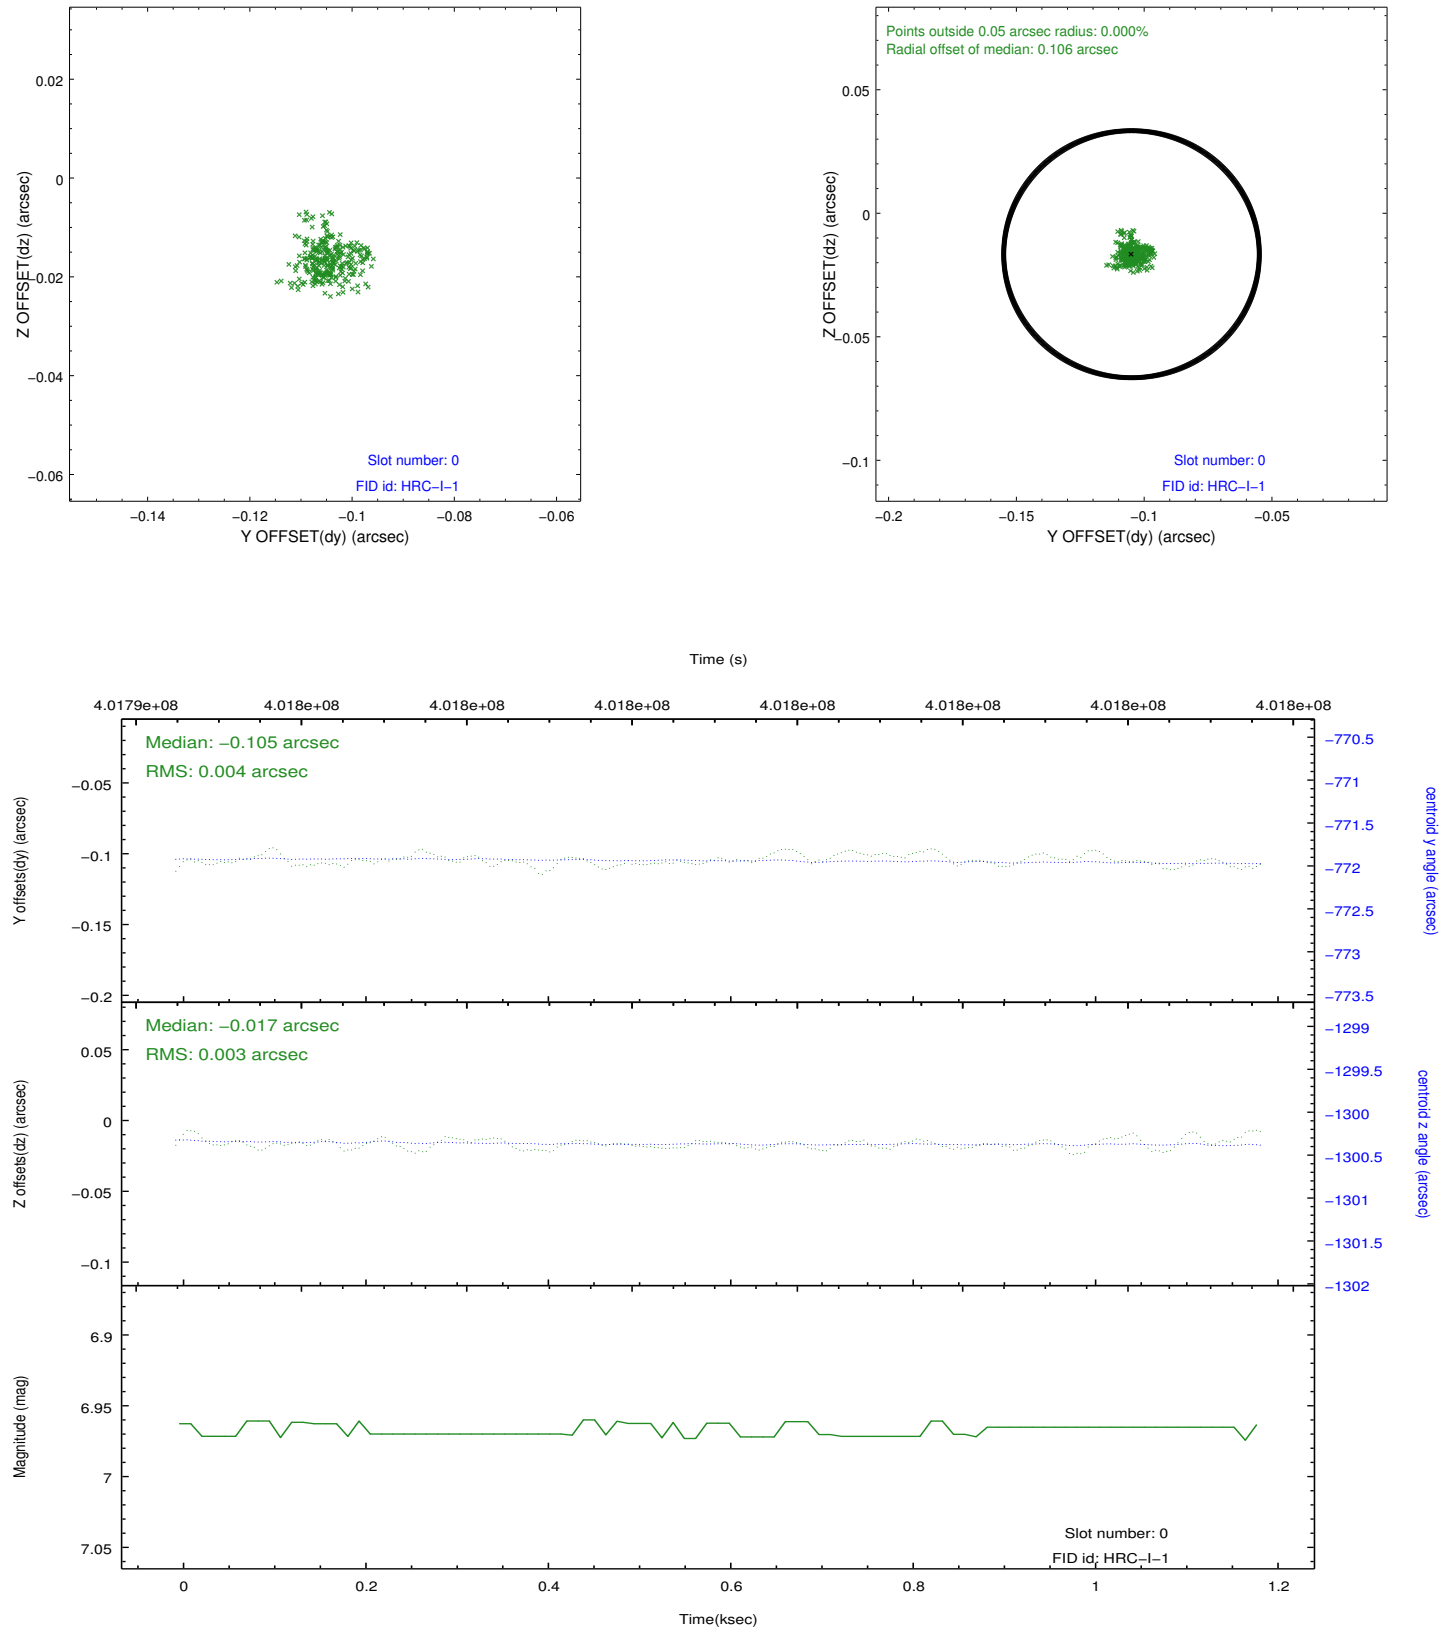 0.02
0
−0.02
−0.04
−0.06
Z OFFSET(dz) (arcsec)
Slot number: 0
FID id: HRC−I−1
−0.14 −0.12 −0.1 −0.08 −0.06
Y OFFSET(dy) (arcsec)
Points outside 0.05 arcsec radius: 0.000%
Radial offset of median: 0.106 arcsec
0.05
0
−0.05
−0.1
Z OFFSET(dz) (arcsec)
Slot number: 0
FID id: HRC−I−1
−0.2 −0.15 −0.1 −0.05
Y OFFSET(dy) (arcsec)
Time (s)
4.0179e+08 4.018e+08 4.018e+08 4.018e+08 4.018e+08 4.018e+08 4.018e+08 4.018e+08
Median: −0.105 arcsec
RMS: 0.004 arcsec
−0.05
−0.1
−0.15
−0.2
Y offsets(dy) (arcsec)
−770.5
−771
−771.5
−772
−772.5
−773
−773.5
centroid y angle (arcsec)
Median: −0.017 arcsec
RMS: 0.003 arcsec
0.05
0
−0.05
−0.1
Z offsets(dz) (arcsec)
−1299
−1299.5
−1300
−1300.5
−1301
−1301.5
−1302
centroid z angle (arcsec)
6.9
6.95
7
7.05
Magnitude (mag)
Slot number: 0
FID id: HRC−I−1
0 0.2 0.4 0.6 0.8 1 1.2
Time(ksec)